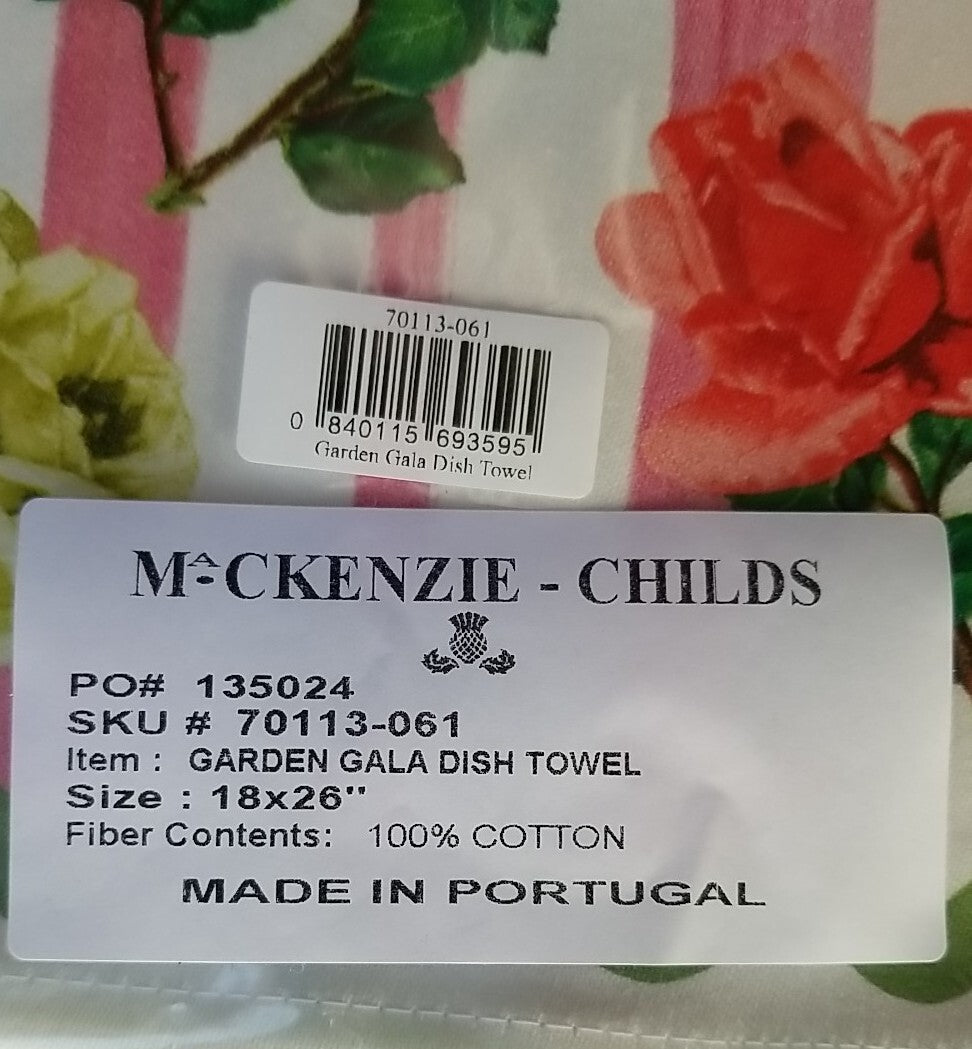 70113-061
0 840115 693595
Garden Gala Dish Towel
MACKENZIE - CHILDS
PO# 135024
SKU # 70113-061
Item : GARDEN GALA DISH TOWEL
Size : 18x26"
Fiber Contents: 100% COTTON
MADE IN PORTUGAL